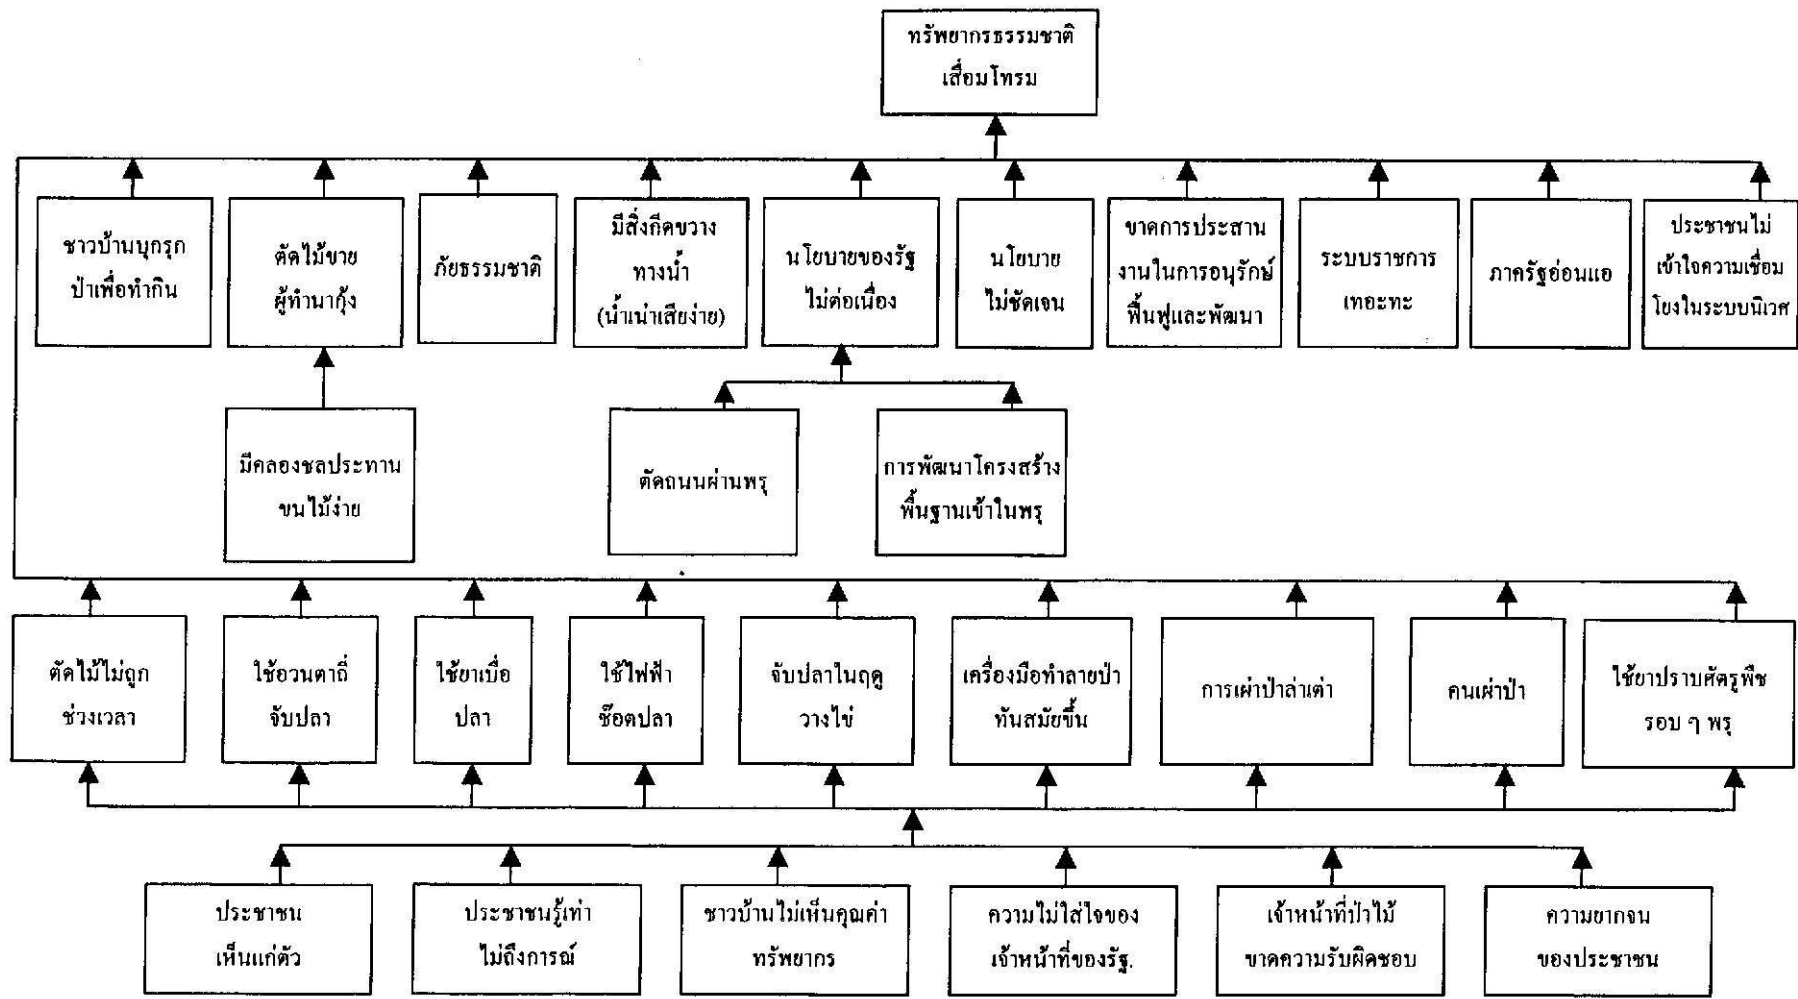 ทรัพยากรธรรมชาติ
เสื่อมโทรม
ชาวบ้านบุกรุก
ป่าเพื่อทำกิน
ตัดไม้ขาย
ผู้ทำนากุ้ง
ภัยธรรมชาติ
มีสิ่งกีดขวาง
ทางน้ำ
(น้ำเน่าเสียง่าย)
นโยบายของรัฐ
ไม่ต่อเนื่อง
นโยบาย
ไม่ชัดเจน
ขาดการประสาน
งานในการอนุรักษ์
ฟื้นฟูและพัฒนา
ระบบราชการ
เทอะทะ
ภาครัฐอ่อนแอ
ประชาชนไม่
เข้าใจความเชื่อม
โยงในระบบนิเวศ
มีคลองชลประทาน
ขนไม้ง่าย
ตัดถนนผ่านพรุ
การพัฒนาโครงสร้าง
พื้นฐานเข้าในพรุ
ตัดไม้ไม่ถูก
ช่วงเวลา
ใช้อวนตาถี่
จับปลา
ใช้ยาเบื่อ
ปลา
ใช้ไฟฟ้า
ช๊อตปลา
จับปลาในฤดู
วางไข่
เครื่องมือทำลายป่า
ทันสมัยขึ้น
การเผ่าป่าล่าเต่า
คนเผ่าป่า
ใช้ยาปราบศัตรูพืช
รอบ ๆ พรุ
ประชาชน
เห็นแก่ตัว
ประชาชนรู้เท่า
ไม่ถึงการณ์
ชาวบ้านไม่เห็นคุณค่า
ทรัพยากร
ความไม่ใส่ใจของ
เจ้าหน้าที่ของรัฐ.
เจ้าหน้าที่ป่าไม้
ขาดความรับผิดชอบ
ความยากจน
ของประชาชน